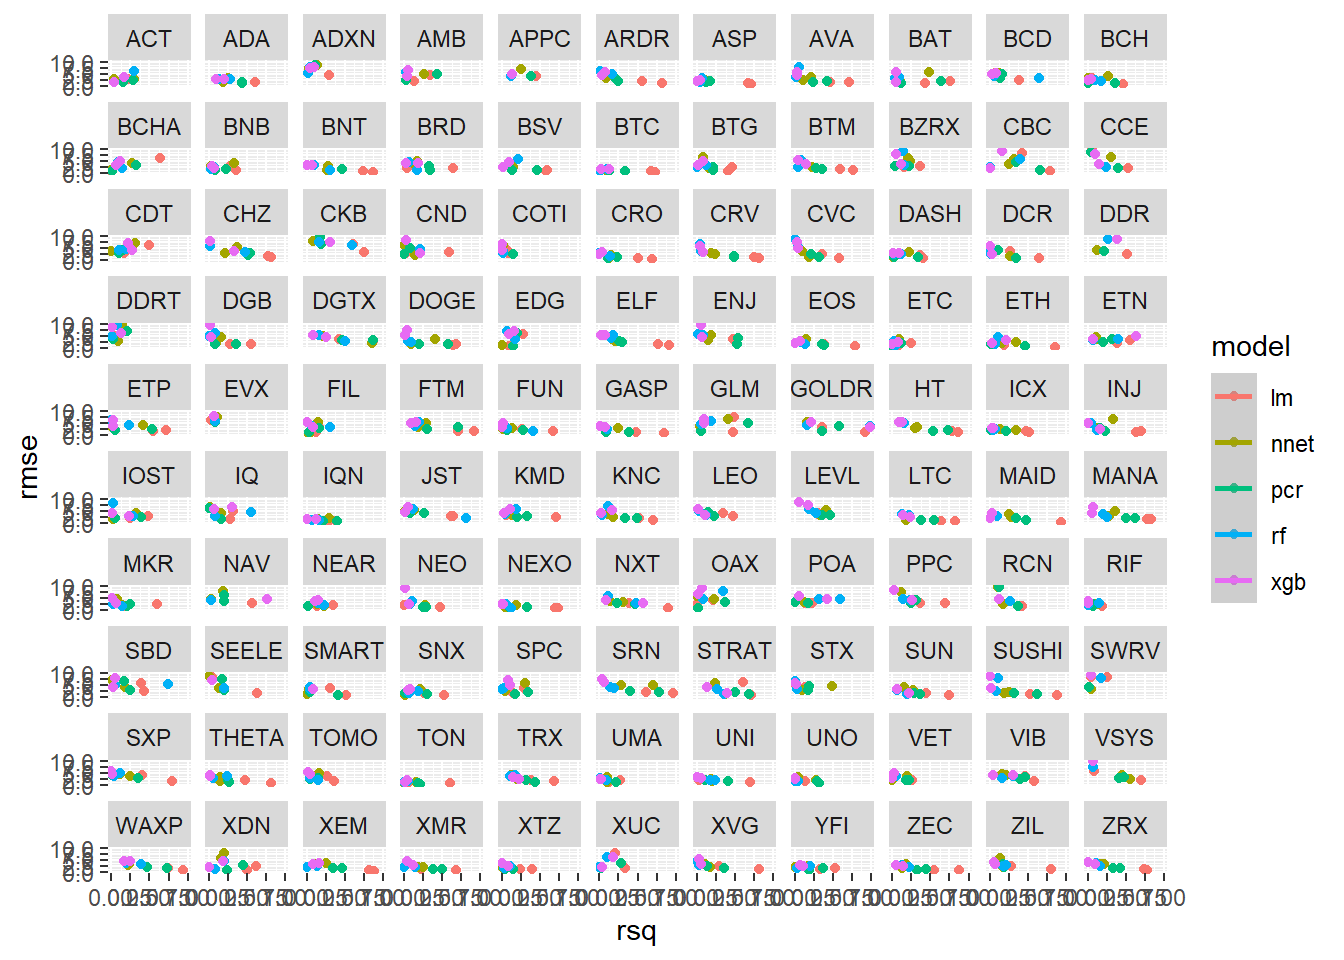 ACT ADA ADXN AMB APPC ARDR ASP AVA BAT BCD BCH
BCHA BNB BNT BRD BSV BTC BTG BTM BZRX CBC CCE
CDT CHZ CKB CND COTI CRO CRV CVC DASH DCR DDR
DDRT DGB DGTX DOGE EDG ELF ENJ EOS ETC ETH ETN
ETP EVX FIL FTM FUN GASP GLM GOLDR HT ICX INJ
IOST IQ IQN JST KMD KNC LEO LEVL LTC MAID MANA
MKR NAV NEAR NEO NEXO NXT OAX POA PPC RCN RIF
SBD SEELE SMART SNX SPC SRN STRAT STX SUN SUSHI SWRV
SXP THETA TOMO TON TRX UMA UNI UNO VET VIB VSYS
WAXP XDN XEM XMR XTZ XUC XVG YFI ZEC ZIL ZRX
rmse
rsq
model
lm
nnet
pcr
rf
xgb